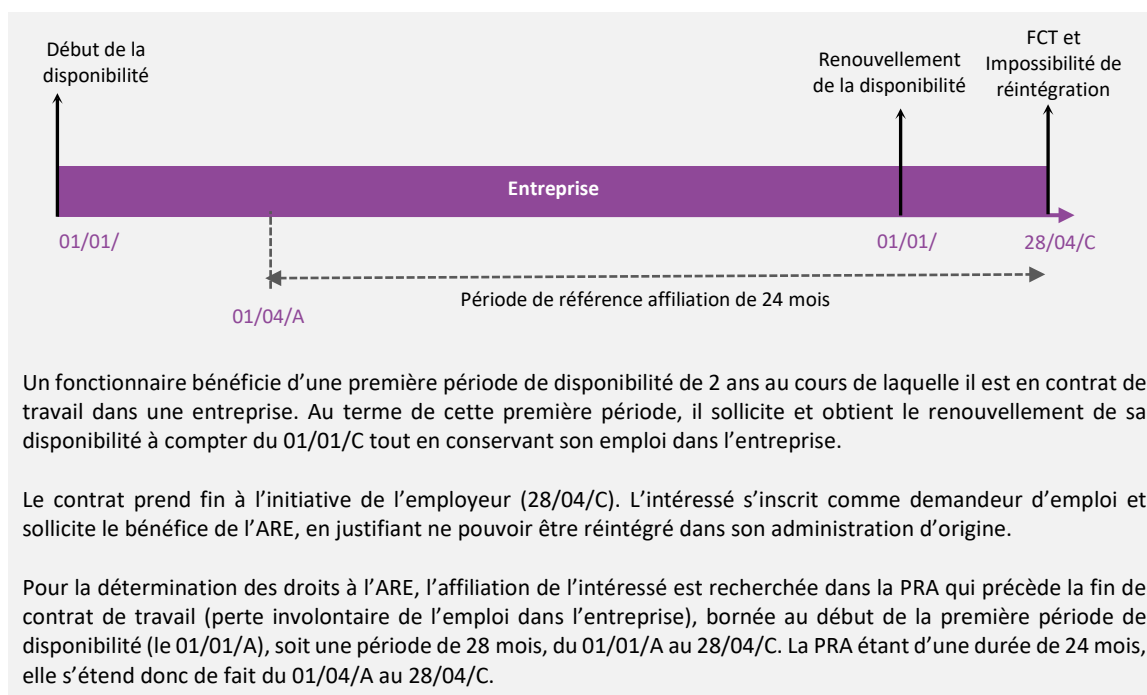 Début de la
disponibilité
Renouvellement
de la disponibilité
FCT et
Impossibilité de
réintégration
Entreprise
01/01/
01/01/
28/04/C
Période de référence affiliation de 24 mois
01/04/A
Un fonctionnaire bénéficie d’une première période de disponibilité de 2 ans au cours de laquelle il est en contrat de
travail dans une entreprise. Au terme de cette première période, il sollicite et obtient le renouvellement de sa
disponibilité à compter du 01/01/C tout en conservant son emploi dans l’entreprise.
Le contrat prend fin à l’initiative de l’employeur (28/04/C). L’intéressé s’inscrit comme demandeur d’emploi et
sollicite le bénéfice de l’ARE, en justifiant ne pouvoir être réintégré dans son administration d’origine.
Pour la détermination des droits à l’ARE, l’affiliation de l’intéressé est recherchée dans la PRA qui précède la fin de
contrat de travail (perte involontaire de l’emploi dans l’entreprise), bornée au début de la première période de
disponibilité (le 01/01/A), soit une période de 28 mois, du 01/01/A au 28/04/C. La PRA étant d’une durée de 24 mois,
elle s’étend donc de fait du 01/04/A au 28/04/C.